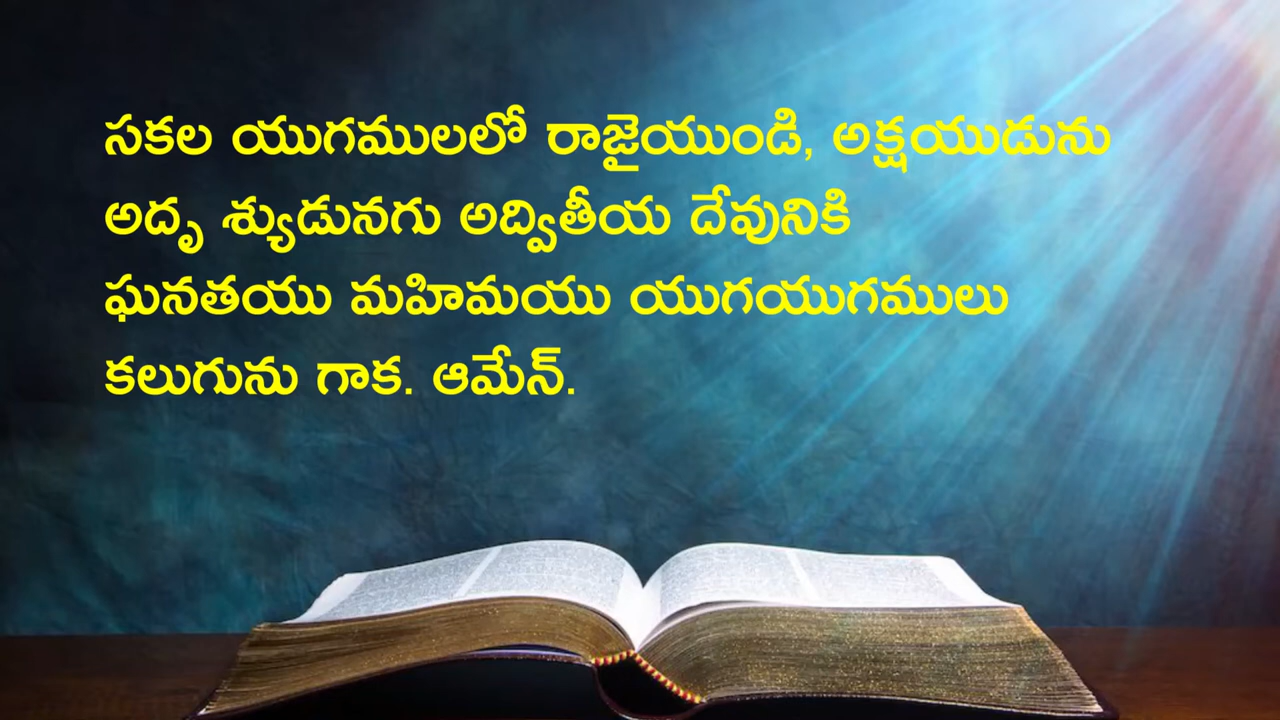 సకల యుగములలో రాజైయుండి, అక్షయుడును
అదృ శ్యుడునగు అద్వితీయ దేవునికి
ఘనతయు మహిమయు యుగయుగములు
కలుగును గాక. ఆమేన్.